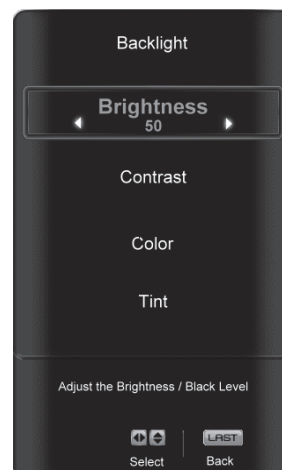 Backlight
Brightness
50
Contrast
Color
Tint
Adjust the Brightness / Black Level
LAST
Select
Back